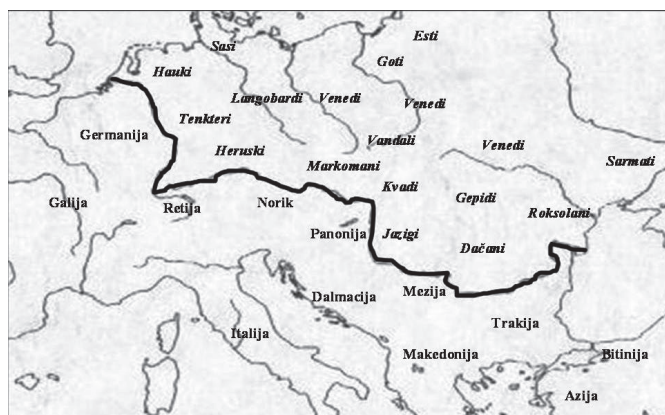 Esti
Sasi
Goti
Hauki
Langobardi
Venedi
Venedi
Tenkteri
Germanija
Vandali
Heruski
Venedi
Markomani
Sarmati
Kvadi
Gepidi
Galija
Retija
Norik
Roksolani
Panonija
Jazigi
Dačani
Dalmacija
Mezija
Trakija
Italija
Makedonija
Bitinija
Azija